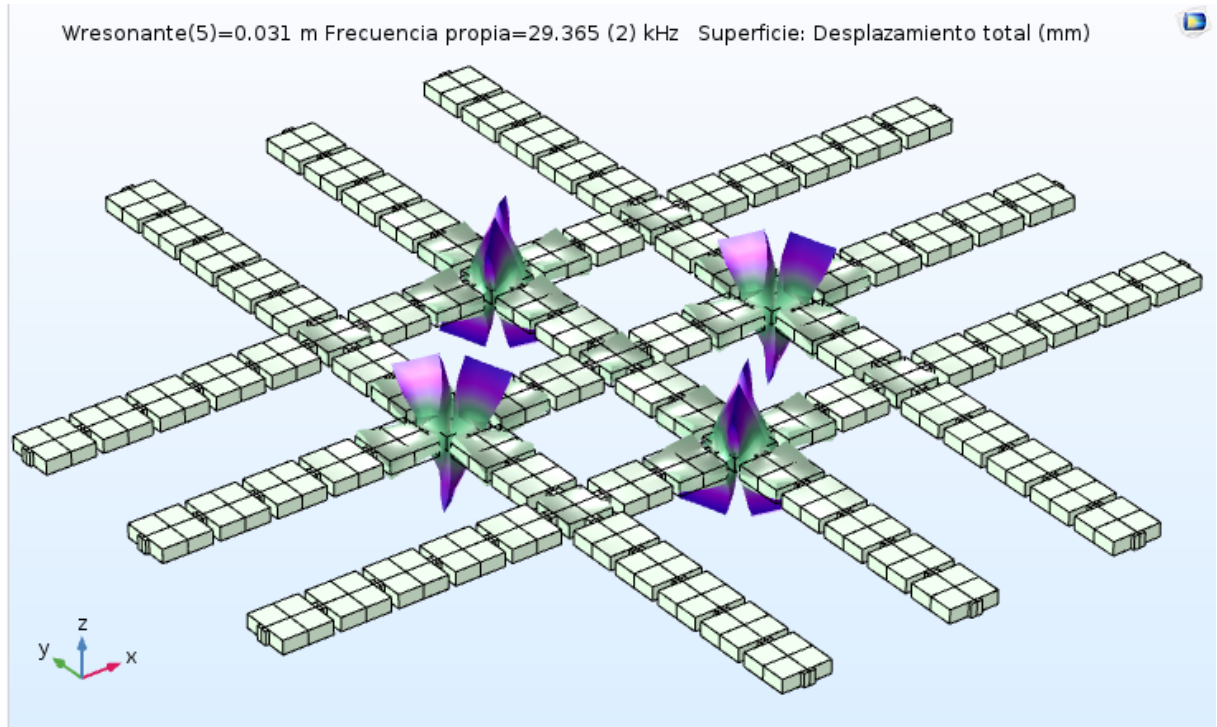 Wresonante(5)=0.031 m Frecuencia propia=29.365 (2) kHz   Superficie: Desplazamiento total (mm)
z
y
x